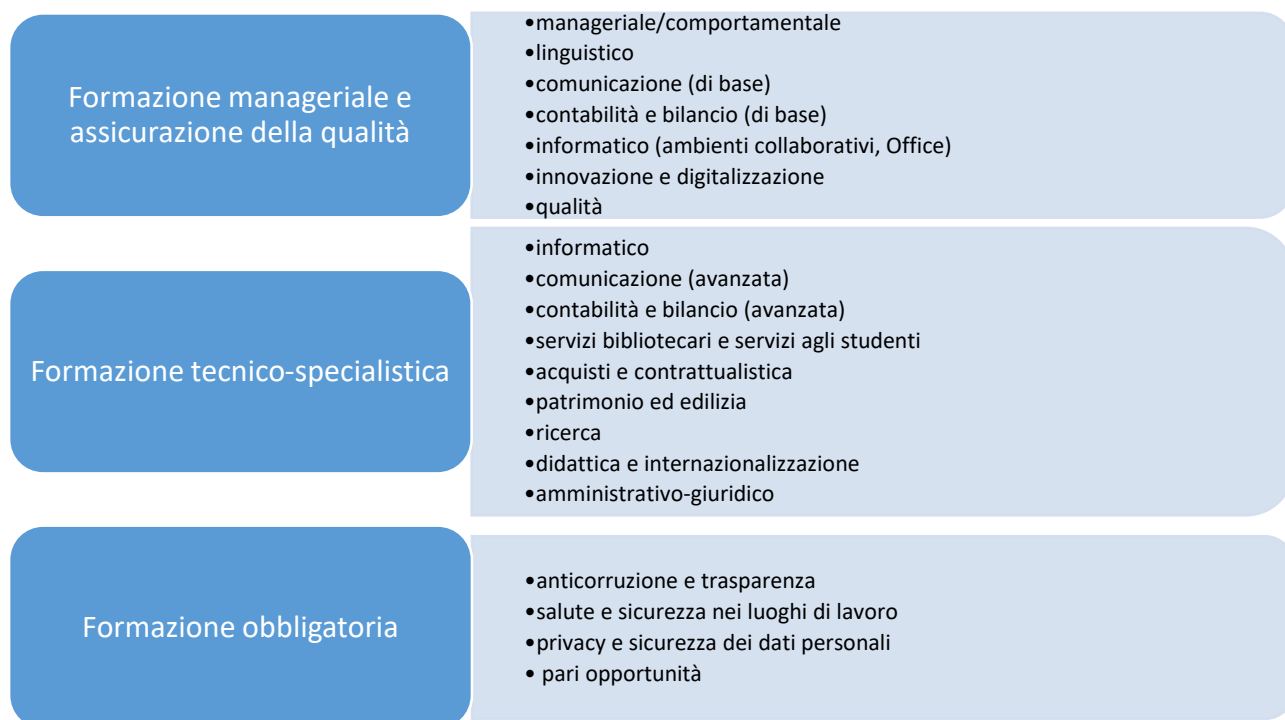 Formazione manageriale e
assicurazione della qualità
•manageriale/comportamentale
•linguistico
•comunicazione (di base)
•contabilità e bilancio (di base)
•informatico (ambienti collaborativi, Office)
•innovazione e digitalizzazione
•qualità
Formazione tecnico-specialistica
•informatico
•comunicazione (avanzata)
•contabilità e bilancio (avanzata)
•servizi bibliotecari e servizi agli studenti
•acquisti e contrattualistica
•patrimonio ed edilizia
•ricerca
•didattica e internazionalizzazione
•amministrativo-giuridico
Formazione obbligatoria
•anticorruzione e trasparenza
•salute e sicurezza nei luoghi di lavoro
•privacy e sicurezza dei dati personali
• pari opportunità